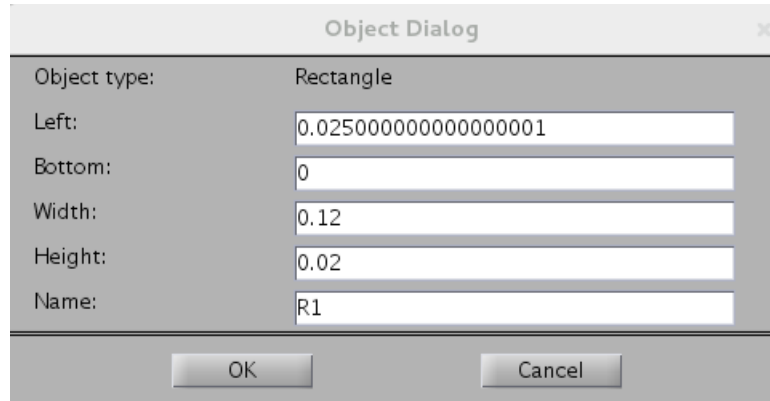 Object Dialog
Object type: Rectangle
Left: 0.025000000000000001
Bottom: 0
Width: 0.12
Height: 0.02
Name: R1
OK Cancel